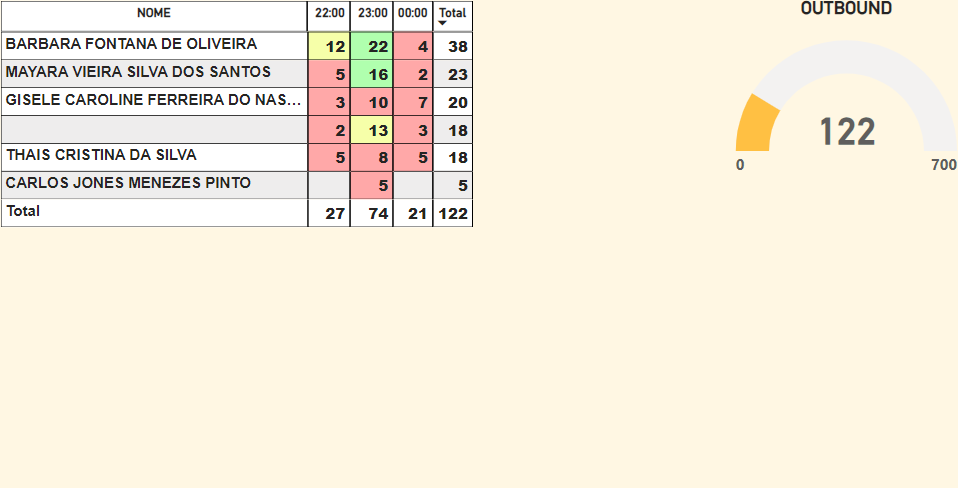 NOME 22:00 23:00 00:00 Total
BARBARA FONTANA DE OLIVEIRA 12 22 4 38
MAYARA VIEIRA SILVA DOS SANTOS 5 16 2 23
GISELE CAROLINE FERREIRA DO NAS... 3 10 7 20
2 13 3 18
THAIS CRISTINA DA SILVA 5 8 5 18
CARLOS JONES MENEZES PINTO 5 5
Total 27 74 21 122
OUTBOUND
122
0 700